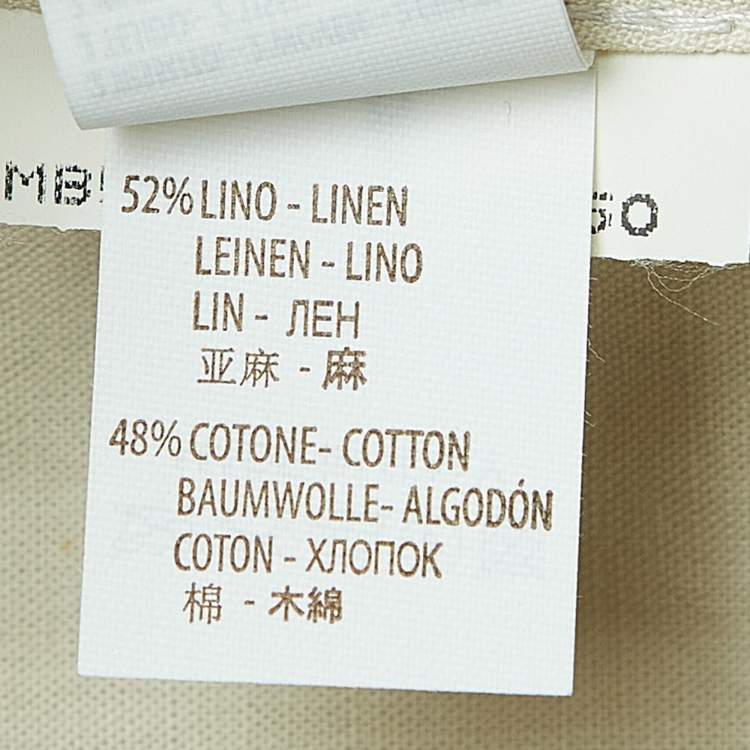 52% LINO - LINEN
LEINEN - LINO
LIN - ЛЕН
亚麻 - 麻
48% COTONE- COTTON
BAUMWOLLE- ALGODÓN
COTON - ХЛОПОК
棉 - 木綿